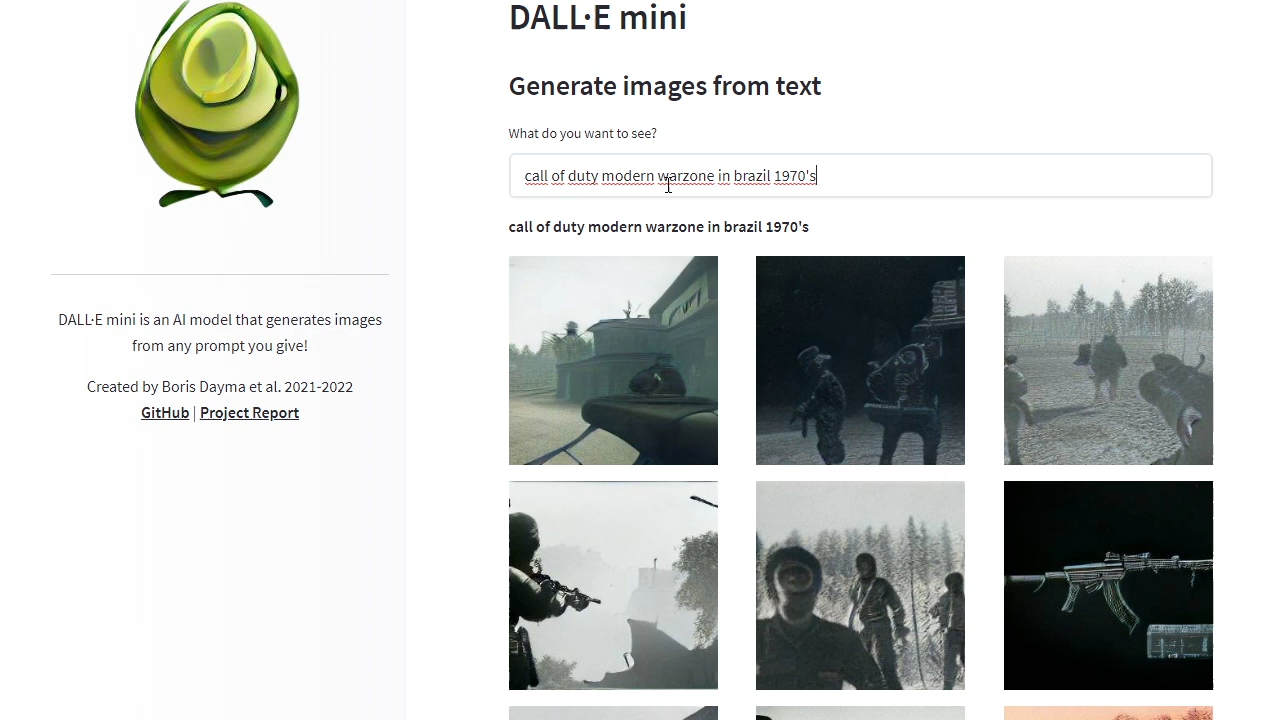 DALL·E mini
Generate images from text
What do you want to see?
call of duty modern warzone in brazil 1970's
call of duty modern warzone in brazil 1970's
DALL·E mini is an AI model that generates images
from any prompt you give!
Created by Boris Dayma et al. 2021-2022
GitHub | Project Report